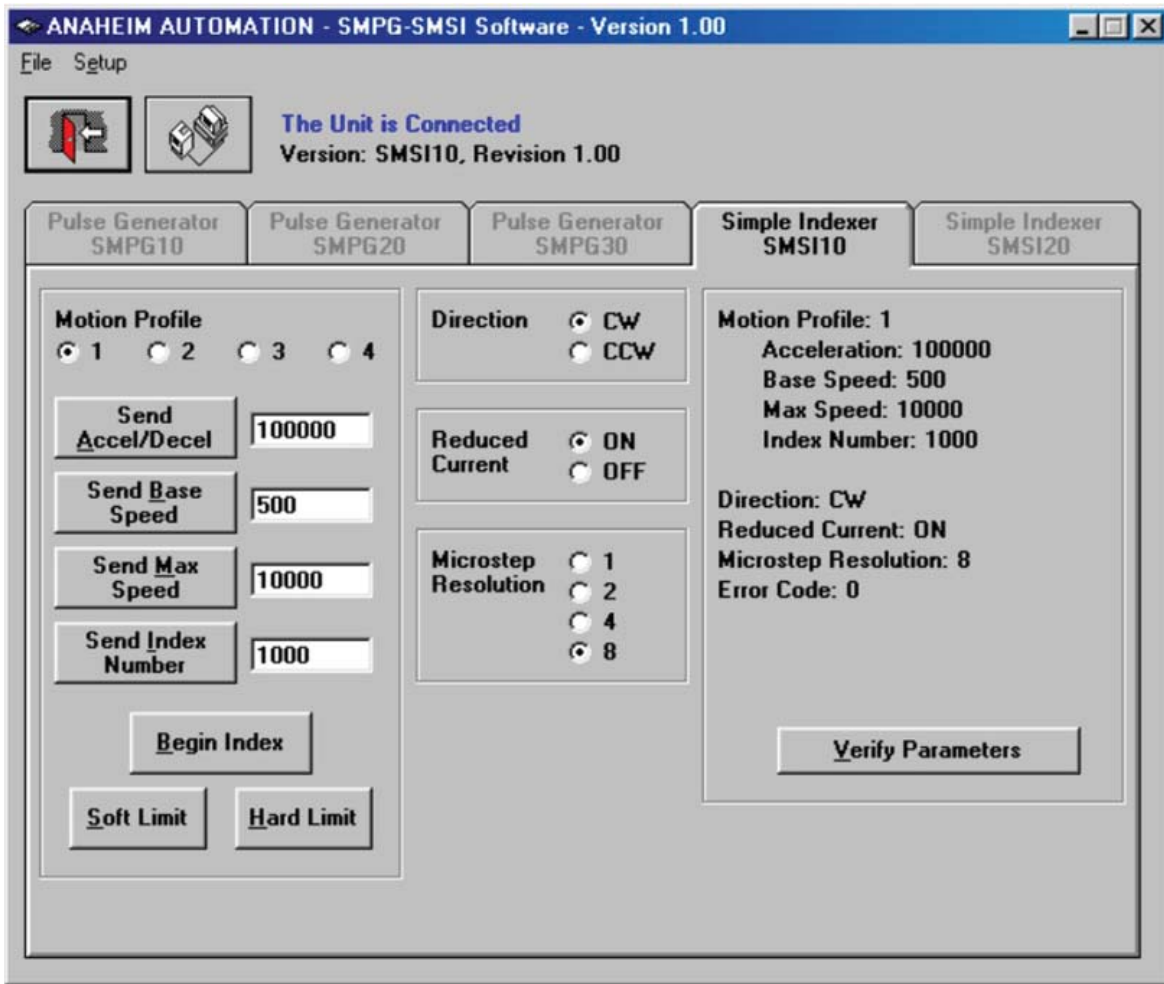 ANAHEIM AUTOMATION - SMPG-SMSI Software - Version 1.00
File Setup
The Unit is Connected
Version: SMSI10, Revision 1.00
Pulse Generator
SMPG10
Pulse Generator
SMPG20
Pulse Generator
SMPG30
Simple Indexer
SMSI10
Simple Indexer
SMSI20
Motion Profile
1 2 3 4
Send
Accel/Decel
100000
Send Base
Speed
500
Send Max
Speed
10000
Send Index
Number
1000
Begin Index
Soft Limit
Hard Limit
Direction
CW
CCW
Reduced
Current
ON
OFF
Microstep
Resolution
1
2
4
8
Motion Profile: 1
Acceleration: 100000
Base Speed: 500
Max Speed: 10000
Index Number: 1000
Direction: CW
Reduced Current: ON
Microstep Resolution: 8
Error Code: 0
Verify Parameters